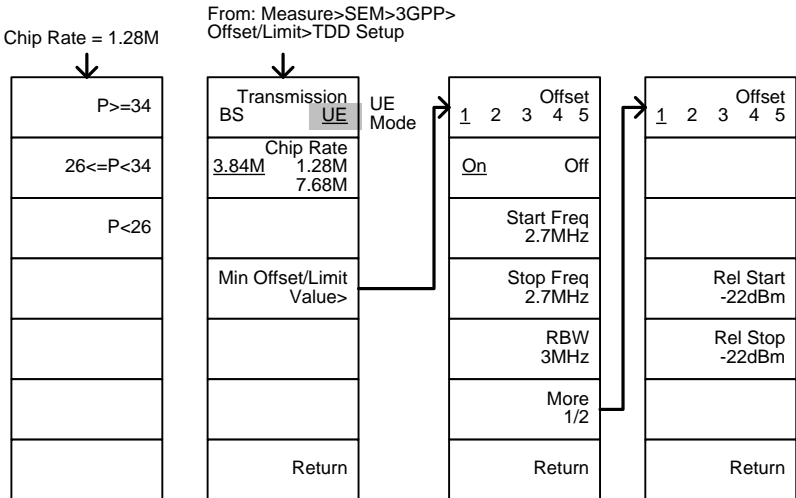 From: Measure>SEM>3GPP>
Offset/Limit>TDD Setup
Chip Rate = 1.28M
P>=34
26<=P<34
P<26
Transmission
BS UE
UE
Mode
Chip Rate
3.84M 1.28M
7.68M
Min Offset/Limit
Value>
Return
Offset
1 2 3 4 5
On Off
Start Freq
2.7MHz
Stop Freq
2.7MHz
RBW
3MHz
More
1/2
Return
Offset
1 2 3 4 5
Rel Start
-22dBm
Rel Stop
-22dBm
Return